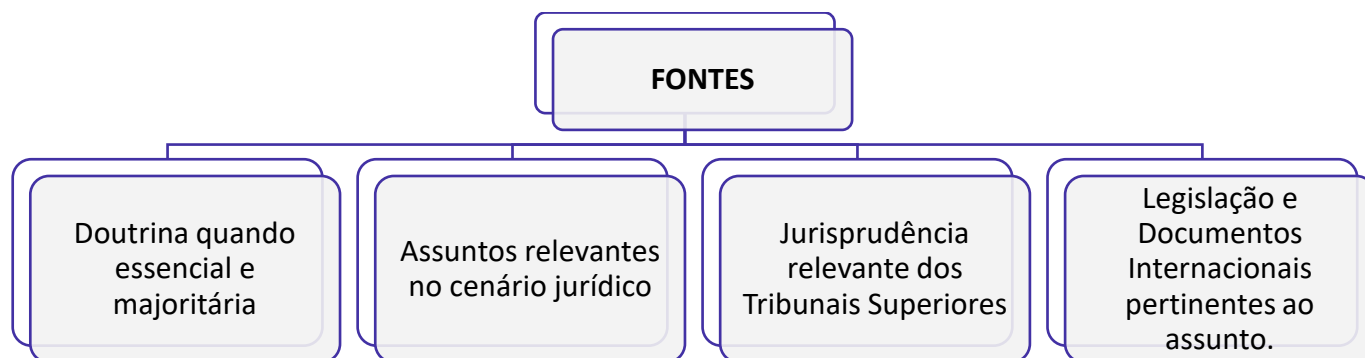 FONTES
Doutrina quando
essencial e
majoritária
Assuntos relevantes
no cenário jurídico
Jurisprudência
relevante dos
Tribunais Superiores
Legislação e
Documentos
Internacionais
pertinentes ao
assunto.